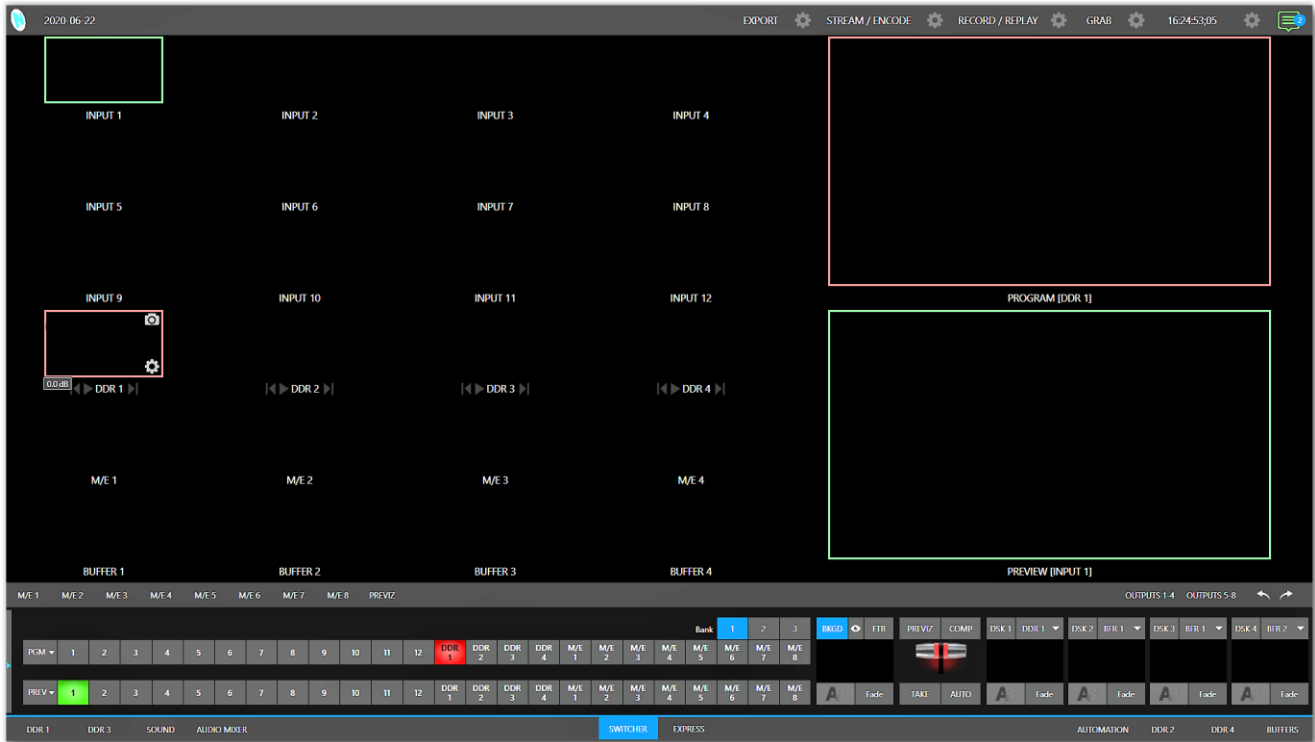 2020-06-22 EXPORT STREAM / ENCODE RECORD / REPLAY GRAB 16:24:53;05 2
INPUT 1 INPUT 2 INPUT 3 INPUT 4
INPUT 5 INPUT 6 INPUT 7 INPUT 8
INPUT 9 INPUT 10 INPUT 11 INPUT 12
PROGRAM [DDR 1]
0.0 dB DDR 1 DDR 2 DDR 3 DDR 4
M/E 1 M/E 2 M/E 3 M/E 4
BUFFER 1 BUFFER 2 BUFFER 3 BUFFER 4
PREVIEW [INPUT 1]
M/E 1 M/E 2 M/E 3 M/E 4 M/E 5 M/E 6 M/E 7 M/E 8 PREVIZ OUTPUTS 1-4 OUTPUTS 5-8
Bank 1 2 3 BKGD FTB PREVIZ COMP DSK 1 DDR 1 DSK 2 BFR 1 DSK 3 BFR 1 DSK 4 BFR 2
PGM 1 2 3 4 5 6 7 8 9 10 11 12 DDR 1 DDR 2 DDR 3 DDR 4 M/E 1 M/E 2 M/E 3 M/E 4 M/E 5 M/E 6 M/E 7 M/E 8
PREV 1 2 3 4 5 6 7 8 9 10 11 12 DDR 1 DDR 2 DDR 3 DDR 4 M/E 1 M/E 2 M/E 3 M/E 4 M/E 5 M/E 6 M/E 7 M/E 8 A Fade TAKE AUTO A Fade A Fade A Fade A Fade
DDR 1 DDR 3 SOUND AUDIO MIXER SWITCHER EXPRESS AUTOMATION DDR 2 DDR 4 BUFFERS